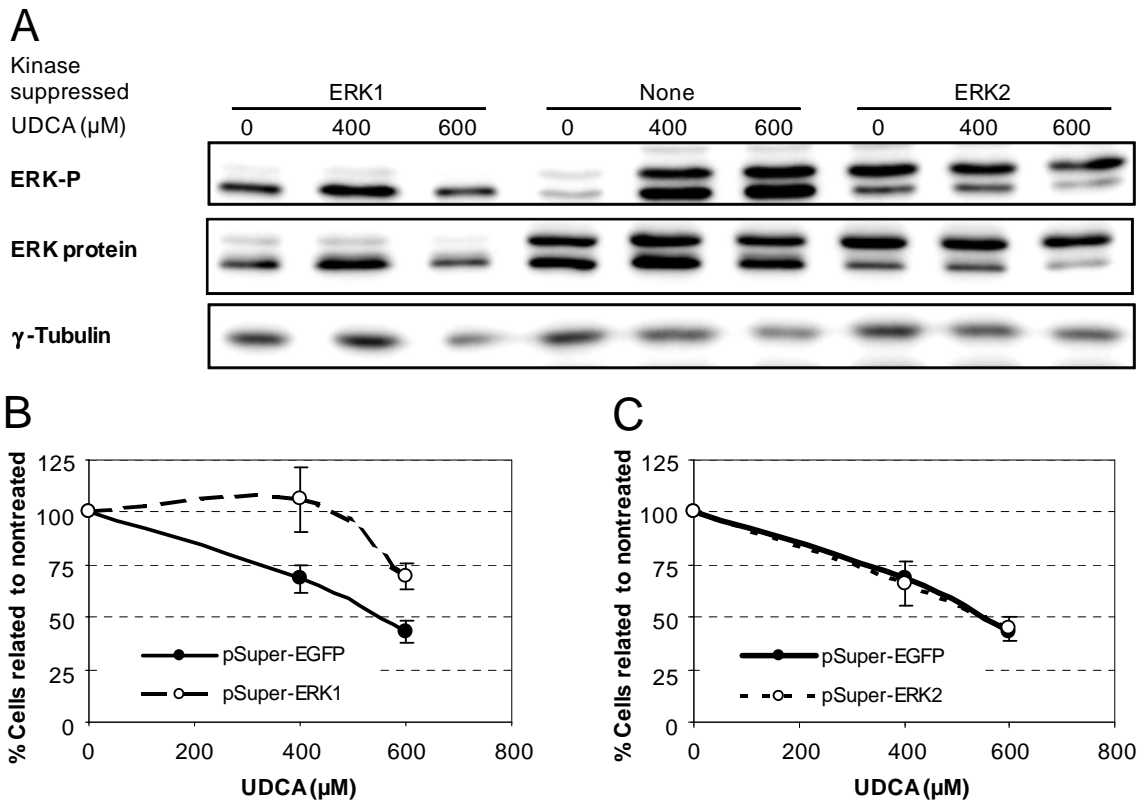 A
Kinase
suppressed
ERK1 None ERK2
UDCA (µM) 0 400 600 0 400 600 0 400 600
ERK-P
ERK protein
γ-Tubulin
B
% Cells related to nontreated
125
100
75
50
25
0
pSuper-EGFP
pSuper-ERK1
0 200 400 600 800
UDCA (µM)
C
% Cells related to nontreated
125
100
75
50
25
0
pSuper-EGFP
pSuper-ERK2
0 200 400 600 800
UDCA (µM)